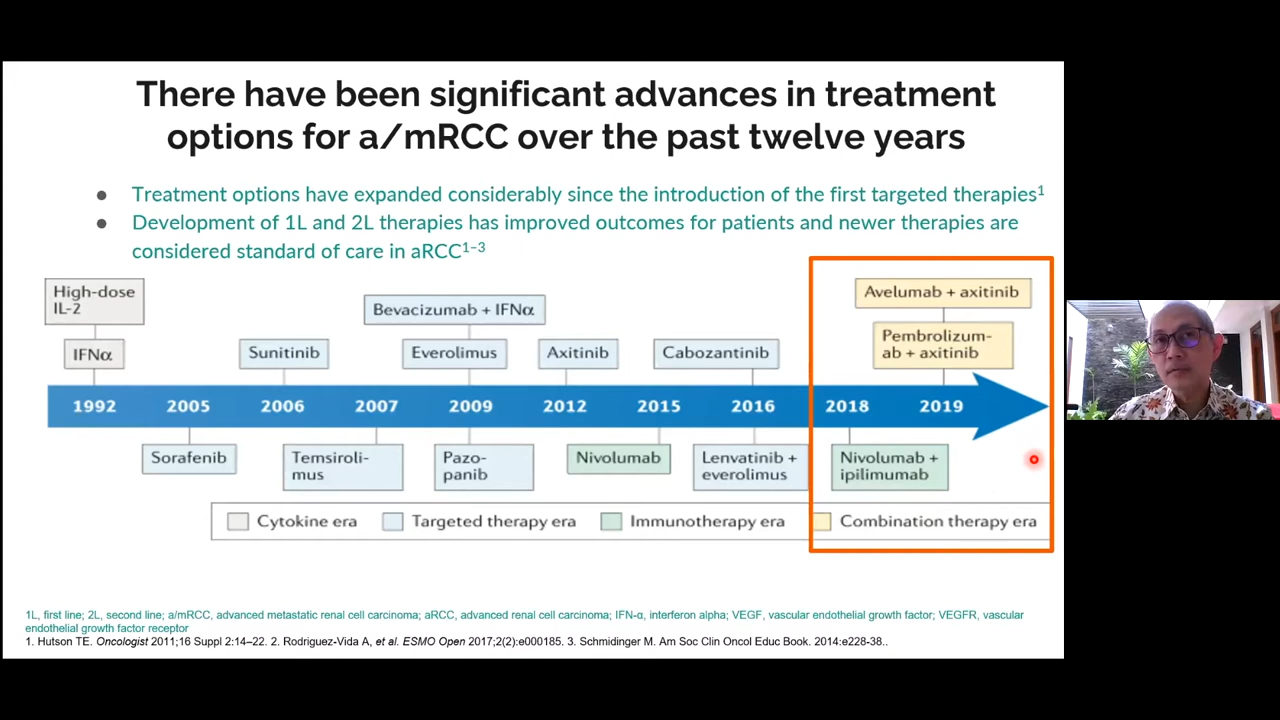 There have been significant advances in treatment
options for a/mRCC over the past twelve years
● Treatment options have expanded considerably since the introduction of the first targeted therapies¹
● Development of 1L and 2L therapies has improved outcomes for patients and newer therapies are
considered standard of care in aRCC¹⁻³
High-dose
IL-2
IFNα
Sunitinib
Bevacizumab + IFNα
Everolimus
Axitinib
Cabozantinib
Avelumab + axitinib
Pembrolizum-
ab + axitinib
1992 2005 2006 2007 2009 2012 2015 2016 2018 2019
Sorafenib
Temsiroli-
mus
Pazo-
panib
Nivolumab
Lenvatinib +
everolimus
Nivolumab +
ipilimumab
Cytokine era Targeted therapy era Immunotherapy era Combination therapy era
1L, first line; 2L, second line; a/mRCC, advanced metastatic renal cell carcinoma; aRCC, advanced renal cell carcinoma; IFN-α, interferon alpha; VEGF, vascular endothelial growth factor; VEGFR, vascular
endothelial growth factor receptor
1. Hutson TE. Oncologist 2011;16 Suppl 2:14–22. 2. Rodriguez-Vida A, et al. ESMO Open 2017;2(2):e000185. 3. Schmidinger M. Am Soc Clin Oncol Educ Book. 2014:e228-38..